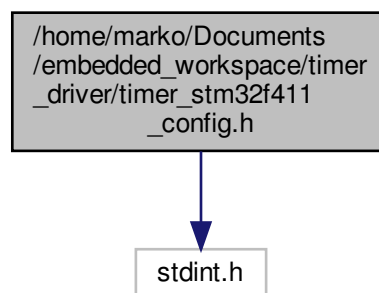 /home/marko/Documents
/embedded_workspace/timer
_driver/timer_stm32f411
_config.h
stdint.h